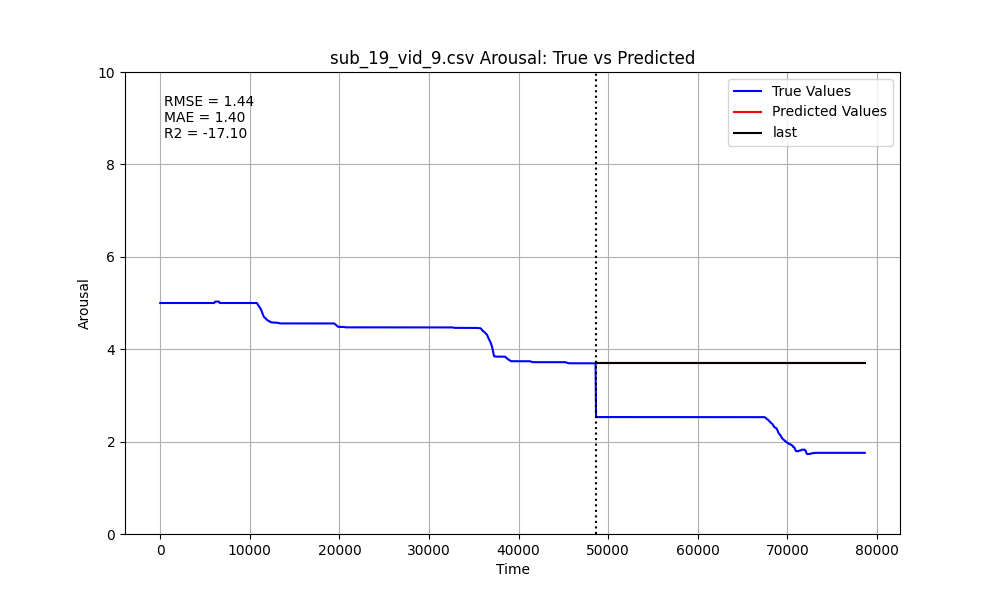 sub_19_vid_9.csv Arousal: True vs Predicted
RMSE = 1.44
MAE = 1.40
R2 = -17.10
True Values
Predicted Values
last
Arousal
10
8
6
4
2
0
0 10000 20000 30000 40000 50000 60000 70000 80000
Time